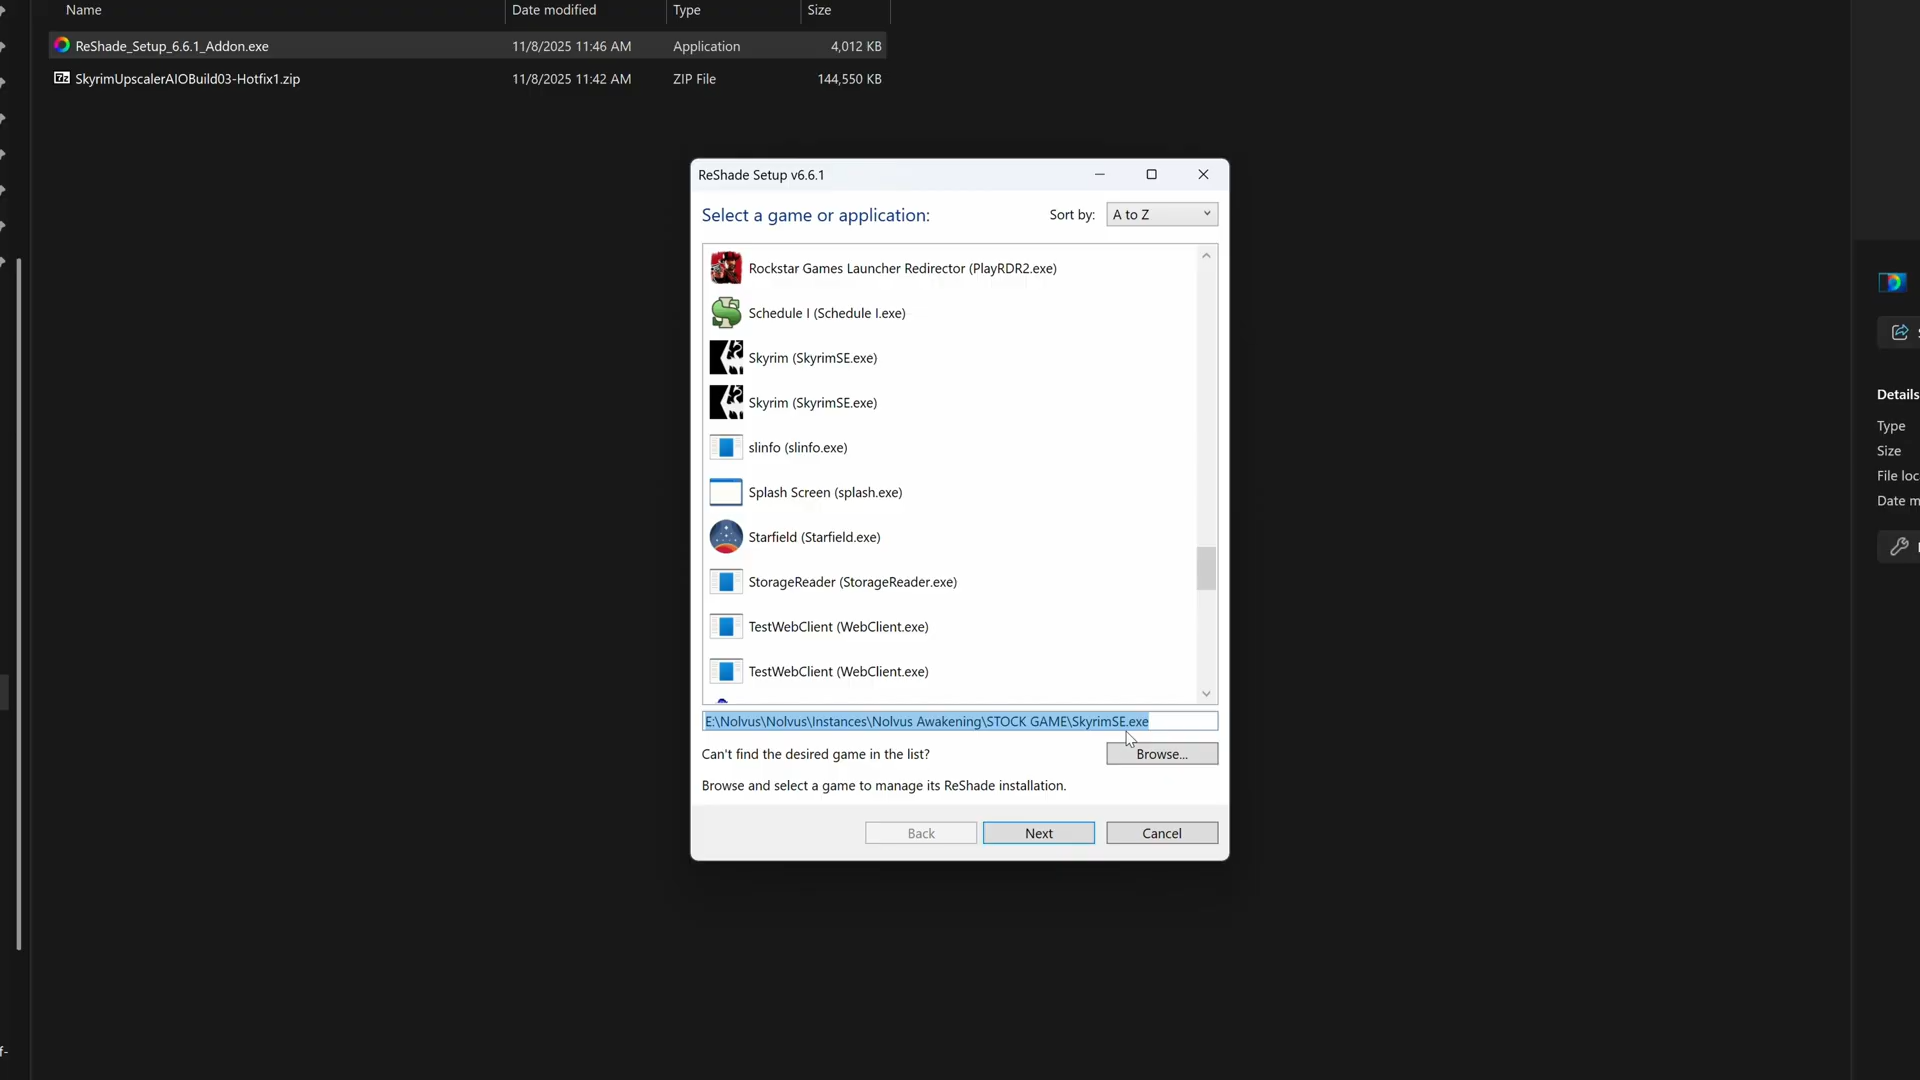 Name Date modified Type Size
ReShade_Setup_6.6.1_Addon.exe 11/8/2025 11:46 AM Application 4,012 KB
7z SkyrimUpscalerAIOBuild03-Hotfix1.zip 11/8/2025 11:42 AM ZIP File 144,550 KB
ReShade Setup v6.6.1
Select a game or application:
Sort by: A to Z
Rockstar Games Launcher Redirector (PlayRDR2.exe)
Schedule I (Schedule I.exe)
Skyrim (SkyrimSE.exe)
Skyrim (SkyrimSE.exe)
slinfo (slinfo.exe)
Splash Screen (splash.exe)
Starfield (Starfield.exe)
StorageReader (StorageReader.exe)
TestWebClient (WebClient.exe)
TestWebClient (WebClient.exe)
E:\Nolvus\Nolvus\Instances\Nolvus Awakening\STOCK GAME\SkyrimSE.exe
Can't find the desired game in the list?
Browse...
Browse and select a game to manage its ReShade installation.
Back
Next
Cancel
Details
Type
Size
File loc
Date m
f-